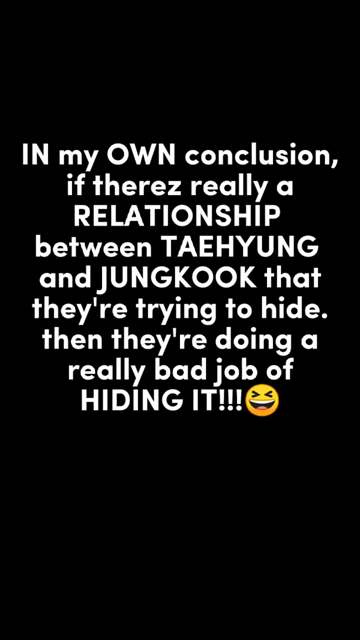 IN my OWN conclusion,
if therez really a
RELATIONSHIP
between TAEHYUNG
and JUNGKOOK that
they're trying to hide.
then they're doing a
really bad job of
HIDING IT!!!😆